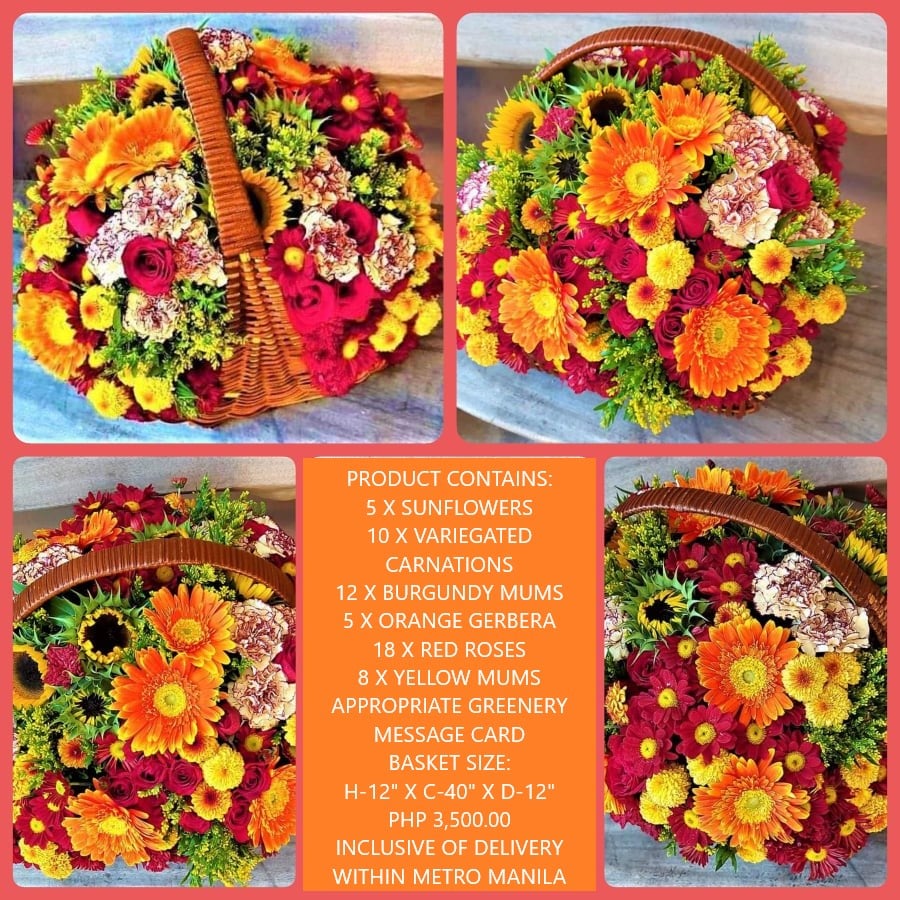 PRODUCT CONTAINS:
5 X SUNFLOWERS
10 X VARIEGATED
CARNATIONS
12 X BURGUNDY MUMS
5 X ORANGE GERBERA
18 X RED ROSES
8 X YELLOW MUMS
APPROPRIATE GREENERY
MESSAGE CARD
BASKET SIZE:
H-12" X C-40" X D-12"
PHP 3,500.00
INCLUSIVE OF DELIVERY
WITHIN METRO MANILA